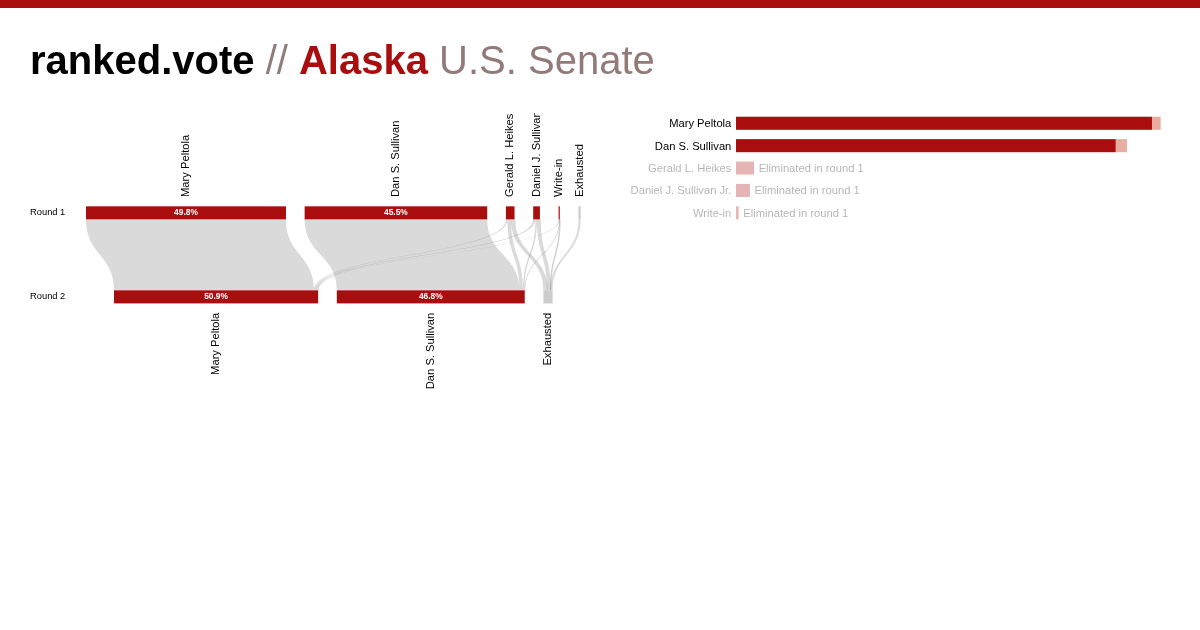 ranked.vote // Alaska U.S. Senate
Mary Peltola
Dan S. Sullivan
Gerald L. Heikes
Daniel J. Sullivan
Write-in
Exhausted
Round 1
49.8%
45.5%
Round 2
50.9%
46.8%
Mary Peltola
Dan S. Sullivan
Exhausted
Mary Peltola
Dan S. Sullivan
Gerald L. Heikes Eliminated in round 1
Daniel J. Sullivan Jr. Eliminated in round 1
Write-in Eliminated in round 1